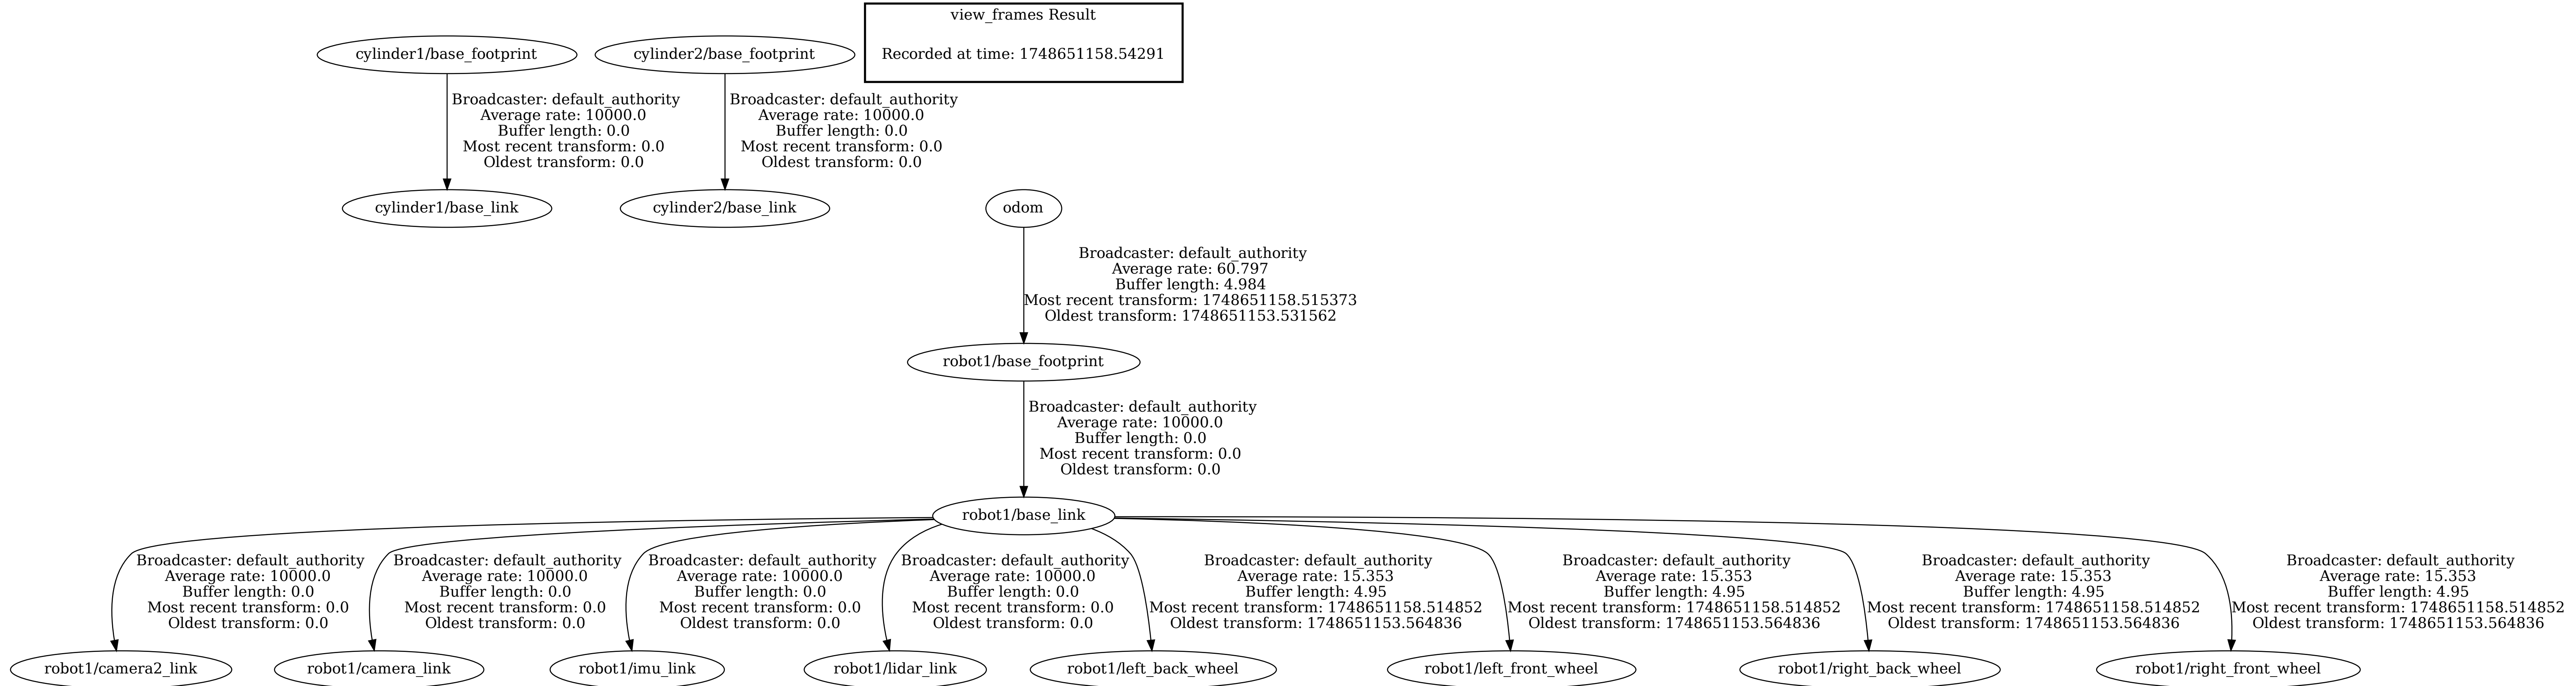 view_frames Result
Recorded at time: 1748651158.54291
cylinder1/base_footprint
cylinder2/base_footprint
Broadcaster: default_authority
Average rate: 10000.0
Buffer length: 0.0
Most recent transform: 0.0
Oldest transform: 0.0
Broadcaster: default_authority
Average rate: 10000.0
Buffer length: 0.0
Most recent transform: 0.0
Oldest transform: 0.0
cylinder1/base_link
cylinder2/base_link
odom
Broadcaster: default_authority
Average rate: 60.797
Buffer length: 4.984
Most recent transform: 1748651158.515373
Oldest transform: 1748651153.531562
robot1/base_footprint
Broadcaster: default_authority
Average rate: 10000.0
Buffer length: 0.0
Most recent transform: 0.0
Oldest transform: 0.0
robot1/base_link
Broadcaster: default_authority
Average rate: 10000.0
Buffer length: 0.0
Most recent transform: 0.0
Oldest transform: 0.0
Broadcaster: default_authority
Average rate: 10000.0
Buffer length: 0.0
Most recent transform: 0.0
Oldest transform: 0.0
Broadcaster: default_authority
Average rate: 10000.0
Buffer length: 0.0
Most recent transform: 0.0
Oldest transform: 0.0
Broadcaster: default_authority
Average rate: 10000.0
Buffer length: 0.0
Most recent transform: 0.0
Oldest transform: 0.0
Broadcaster: default_authority
Average rate: 15.353
Buffer length: 4.95
Most recent transform: 1748651158.514852
Oldest transform: 1748651153.564836
Broadcaster: default_authority
Average rate: 15.353
Buffer length: 4.95
Most recent transform: 1748651158.514852
Oldest transform: 1748651153.564836
Broadcaster: default_authority
Average rate: 15.353
Buffer length: 4.95
Most recent transform: 1748651158.514852
Oldest transform: 1748651153.564836
Broadcaster: default_authority
Average rate: 15.353
Buffer length: 4.95
Most recent transform: 1748651158.514852
Oldest transform: 1748651153.564836
robot1/camera2_link
robot1/camera_link
robot1/imu_link
robot1/lidar_link
robot1/left_back_wheel
robot1/left_front_wheel
robot1/right_back_wheel
robot1/right_front_wheel